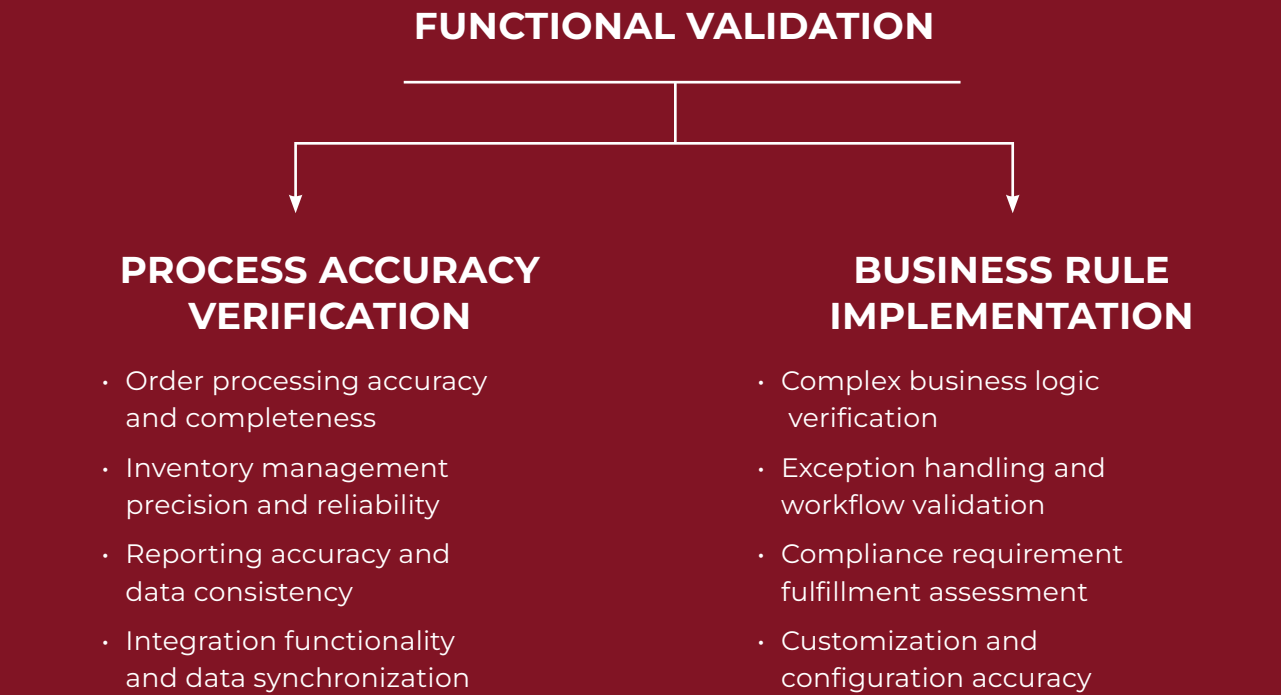 FUNCTIONAL VALIDATION
PROCESS ACCURACY
VERIFICATION
• Order processing accuracy
and completeness
• Inventory management
precision and reliability
• Reporting accuracy and
data consistency
• Integration functionality
and data synchronization
BUSINESS RULE
IMPLEMENTATION
• Complex business logic
verification
• Exception handling and
workflow validation
• Compliance requirement
fulfillment assessment
• Customization and
configuration accuracy